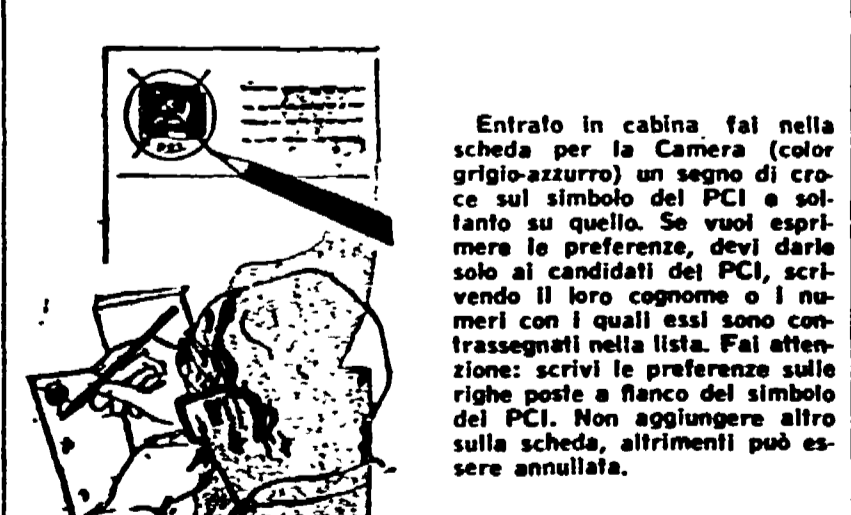 PCI
Entrato in cabina fai nella
scheda per la Camera (color
grigio-azzurro) un segno di cro-
ce sul simbolo del PCI e sol-
tanto su quello. Se vuoi espri-
mere le preferenze, devi darle
solo ai candidati del PCI, scri-
vendo il loro cognome o i nu-
meri con i quali essi sono con-
trassegnati nella lista. Fai atten-
zione: scrivi le preferenze sulle
righe poste a fianco del simbolo
del PCI. Non aggiungere altro
sulla scheda, altrimenti può es-
sere annullata.